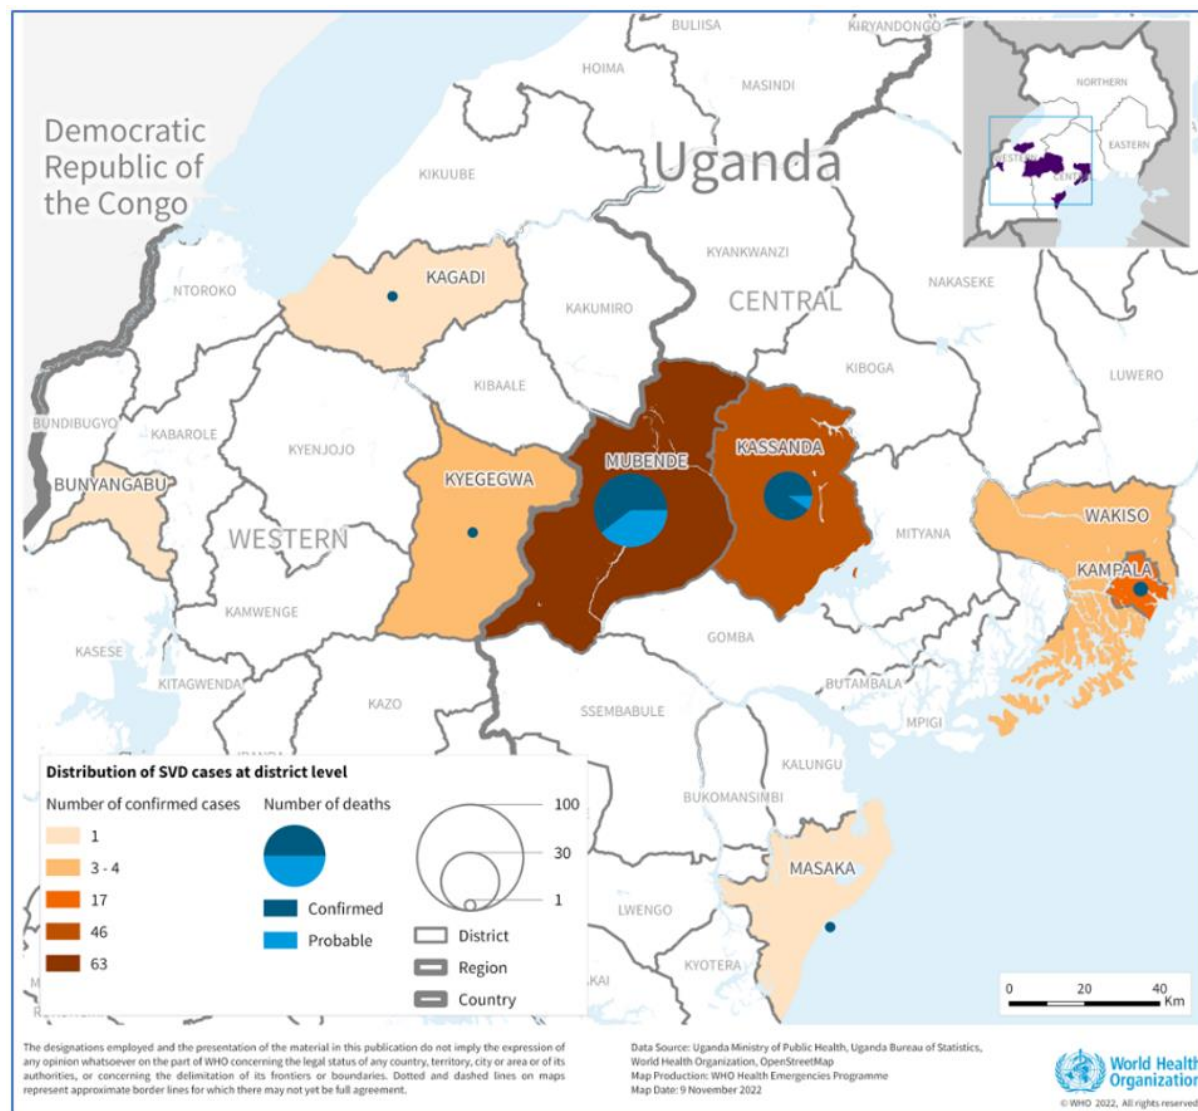 BULIISA
KIRYANDONGO
HOIMA
MASINDI
NORTHERN
EASTERN
WESTERN
CENTRAL
Democratic
Republic of
the Congo
Uganda
KIKUUBE
NTOROKO
KAGADI
KAKUMIRO
KYANKWANZI
CENTRAL
NAKASEKE
KIBAALE
KIBOGA
LUWERO
BUNDIBUGYO
KABAROLE
KYENJOJO
BUNYANGABU
KYEGEGWA
MUBENDE
KASSANDA
WAKISO
MITYANA
WESTERN
KAMPALA
KAMWENGE
KASESE
GOMBA
KITAGWENDA
BUTAMBALA
KAZO
SSEMBABULE
MPIGI
KALUNGU
BUKOMANSIMBI
MASAKA
LWENGO
KYOTERA
Distribution of SVD cases at district level
Number of confirmed cases
1
3 - 4
17
46
63
Number of deaths
Confirmed
Probable
100
30
1
District
Region
Country
0 20 40
Km
The designations employed and the presentation of the material in this publication do not imply the expression of
any opinion whatsoever on the part of WHO concerning the legal status of any country, territory, city or area or of its
authorities, or concerning the delimitation of its frontiers or boundaries. Dotted and dashed lines on maps
represent approximate border lines for which there may not yet be full agreement.
Data Source: Uganda Ministry of Public Health, Uganda Bureau of Statistics,
World Health Organization, OpenStreetMap
Map Production: WHO Health Emergencies Programme
Map Date: 9 November 2022
World Health
Organization
© WHO 2022, All rights reserved